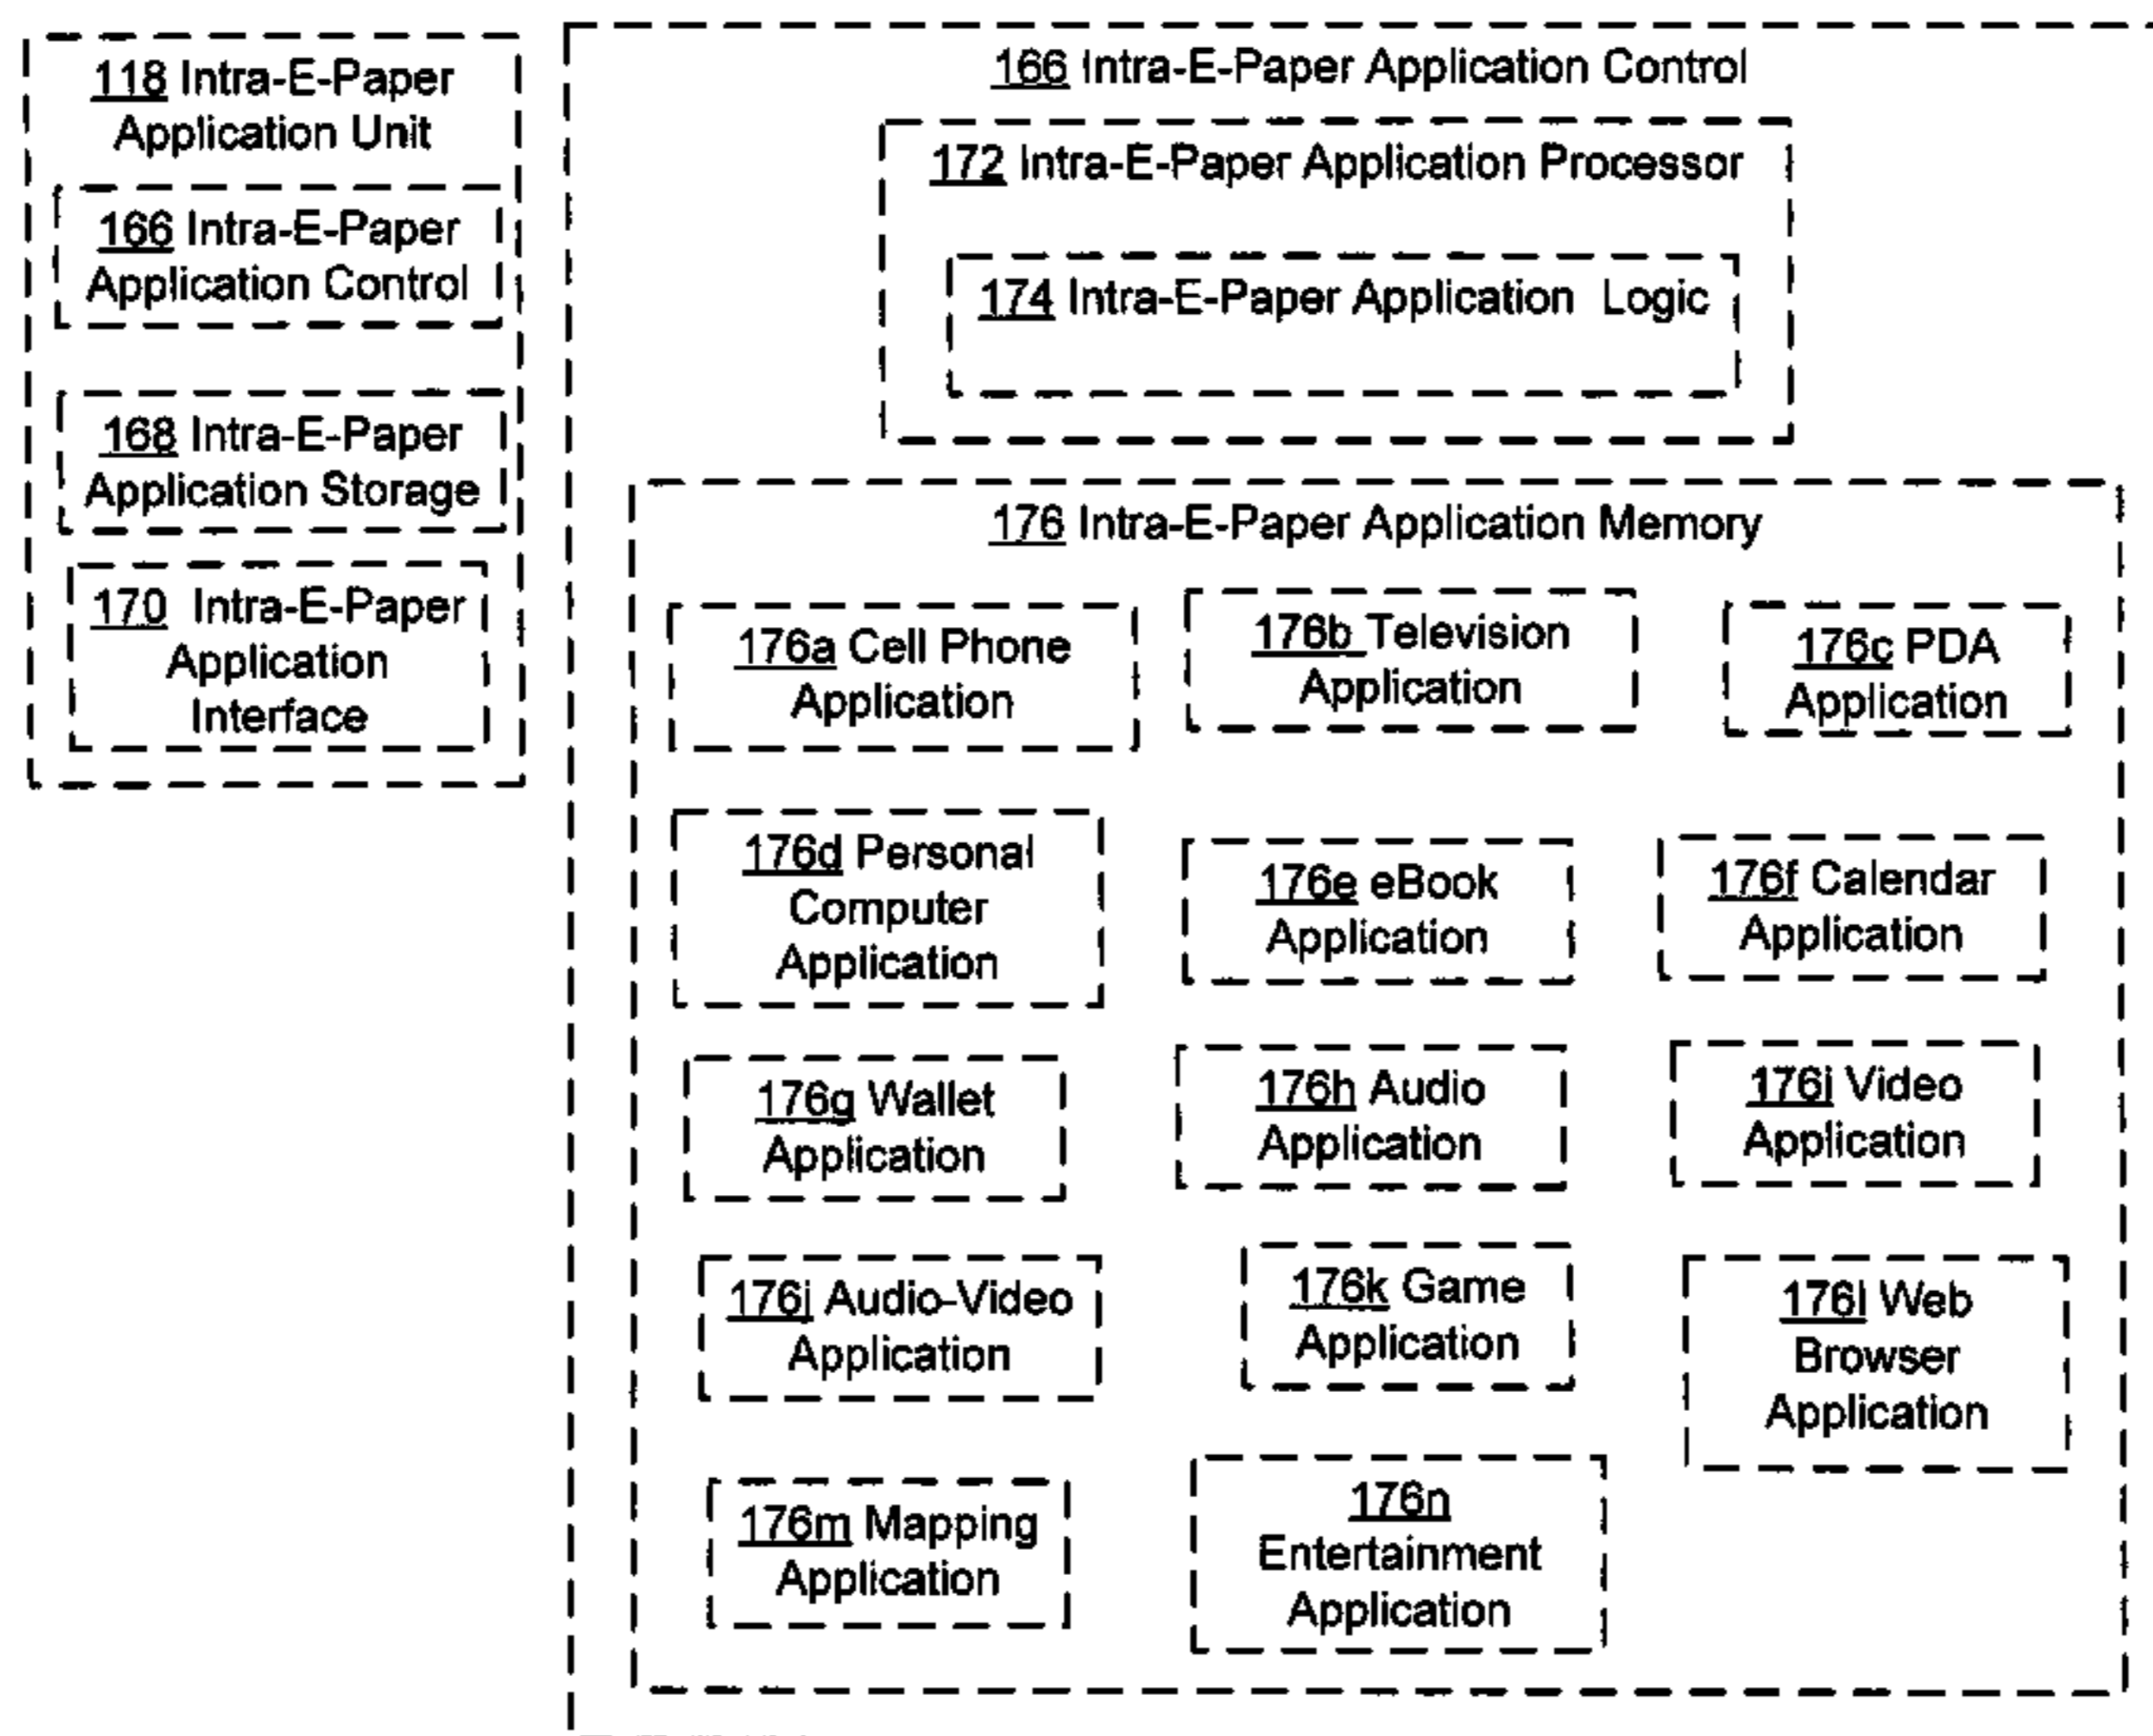 118 Intra-E-Paper
Application Unit
166 Intra-E-Paper
Application Control
168 Intra-E-Paper
Application Storage
170 Intra-E-Paper
Application
Interface
166 Intra-E-Paper Application Control
172 Intra-E-Paper Application Processor
174 Intra-E-Paper Application Logic
176 Intra-E-Paper Application Memory
176a Cell Phone
Application
176b Television
Application
176c PDA
Application
176d Personal
Computer
Application
176e eBook
Application
176f Calendar
Application
176g Wallet
Application
176h Audio
Application
176i Video
Application
176j Audio-Video
Application
176k Game
Application
176l Web
Browser
Application
176m Mapping
Application
176n
Entertainment
Application